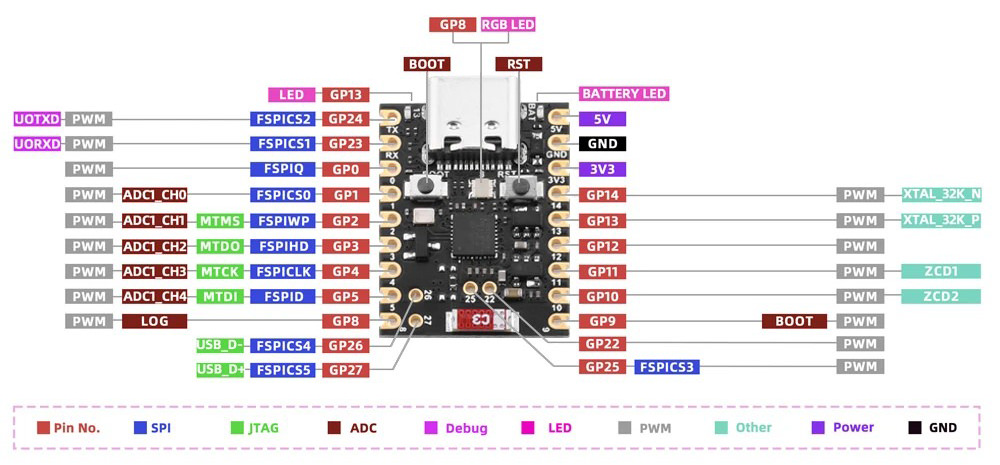 GP8 RGB LED
BOOT RST
LED GP13 BATTERY LED
UOTXD PWM FSPICS2 GP24 5V
UORXD PWM FSPICS1 GP23 GND
PWM FSPIQ GP0 3V3
PWM ADC1_CH0 FSPICS0 GP1 GP14 PWM XTAL_32K_N
PWM ADC1_CH1 MTMS FSPIWP GP2 GP13 PWM XTAL_32K_P
PWM ADC1_CH2 MTDO FSPIHD GP3 GP12 PWM
PWM ADC1_CH3 MTCK FSPICLK GP4 GP11 PWM ZCD1
PWM ADC1_CH4 MTDI FSPID GP5 GP10 PWM ZCD2
PWM LOG GP8 GP9 BOOT PWM
USB_D- FSPICS4 GP26 GP22 PWM
USB_D+ FSPICS5 GP27 GP25 FSPICS3 PWM
13 BAT
TX 5V
RX GND
BOOT RST
0 3V3
1 14
2 13
3 12
4 11
5 10
8 9
26 25 22
27
C3
Pin No. SPI JTAG ADC Debug LED PWM Other Power GND